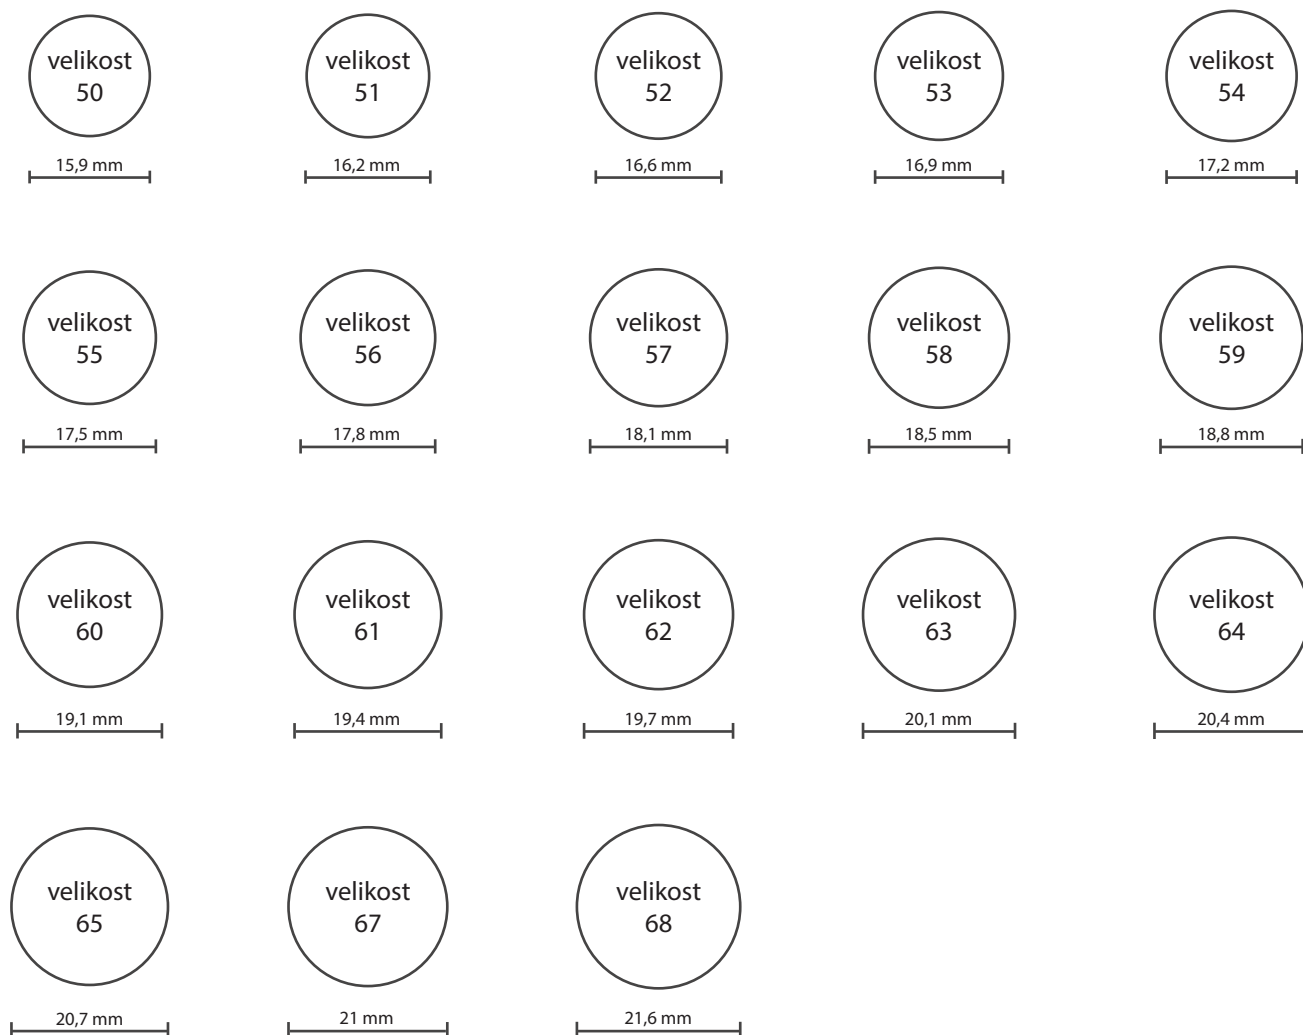 velikost
50
15,9 mm
velikost
51
16,2 mm
velikost
52
16,6 mm
velikost
53
16,9 mm
velikost
54
17,2 mm
velikost
55
17,5 mm
velikost
56
17,8 mm
velikost
57
18,1 mm
velikost
58
18,5 mm
velikost
59
18,8 mm
velikost
60
19,1 mm
velikost
61
19,4 mm
velikost
62
19,7 mm
velikost
63
20,1 mm
velikost
64
20,4 mm
velikost
65
20,7 mm
velikost
67
21 mm
velikost
68
21,6 mm